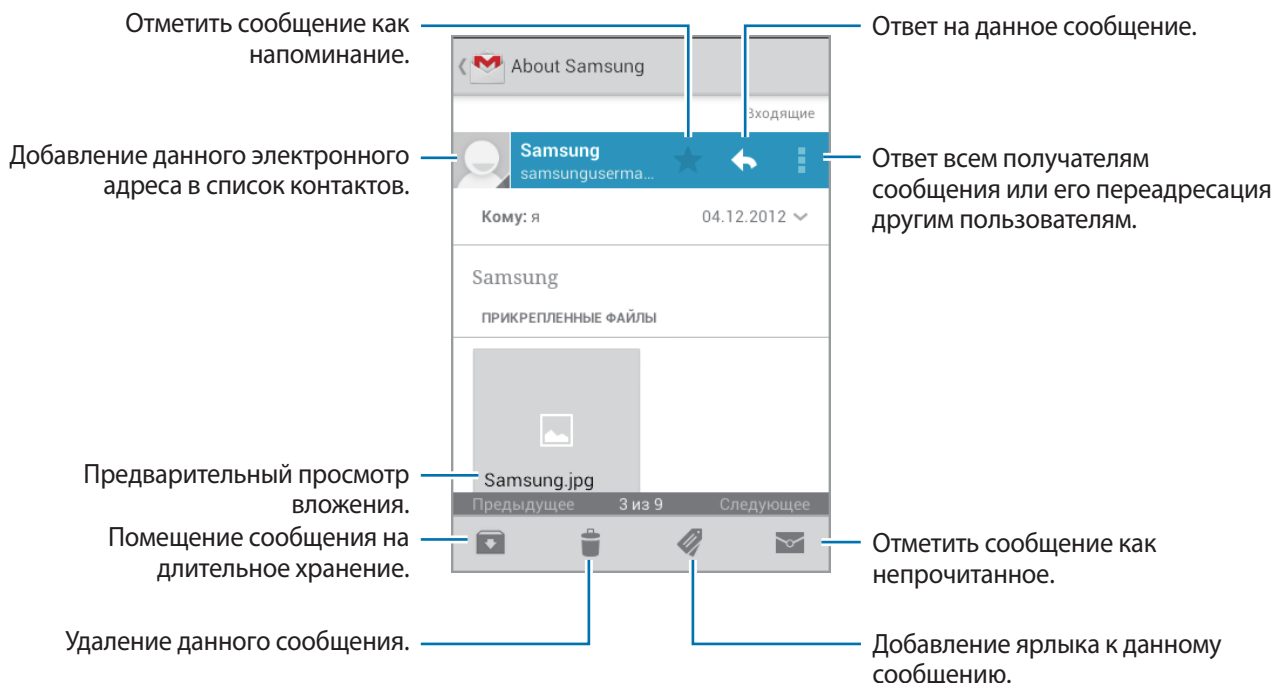 Отметить сообщение как
напоминание.
Ответ на данное сообщение.
About Samsung
Входящие
Добавление данного электронного
адреса в список контактов.
Samsung
samsunguserma...
Ответ всем получателям
сообщения или его переадресация
другим пользователям.
Кому: я
04.12.2012
Samsung
ПРИКРЕПЛЕННЫЕ ФАЙЛЫ
Предварительный просмотр
вложения.
Samsung.jpg
Предыдущее 3 из 9 Следующее
Помещение сообщения на
длительное хранение.
Отметить сообщение как
непрочитанное.
Удаление данного сообщения.
Добавление ярлыка к данному
сообщению.